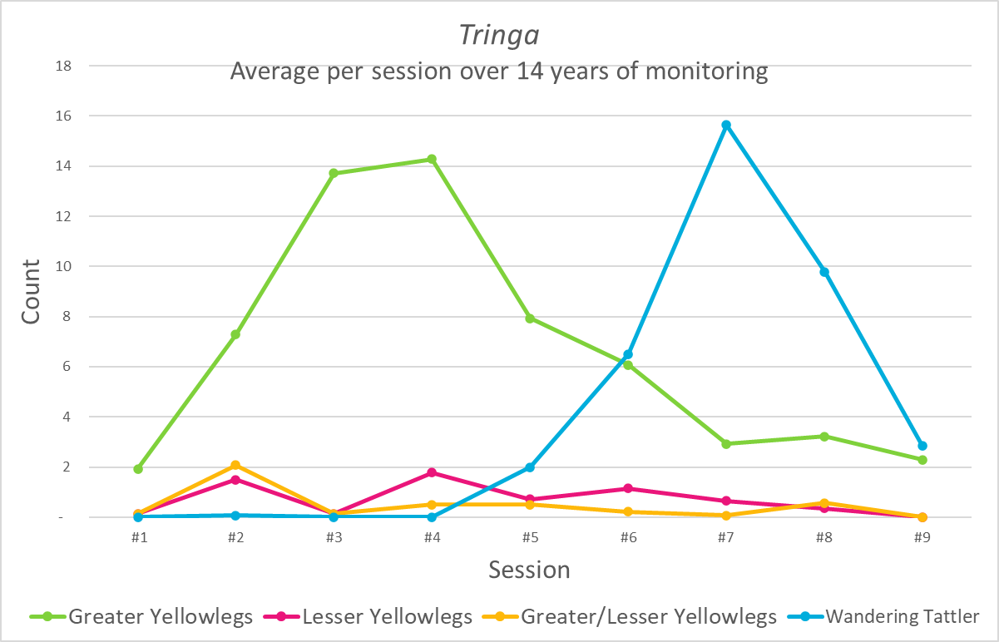 Tringa
Average per session over 14 years of monitoring
18
16
14
12
10
8
6
4
2
-
Count
#1 #2 #3 #4 #5 #6 #7 #8 #9
Session
Greater Yellowlegs Lesser Yellowlegs Greater/Lesser Yellowlegs Wandering Tattler